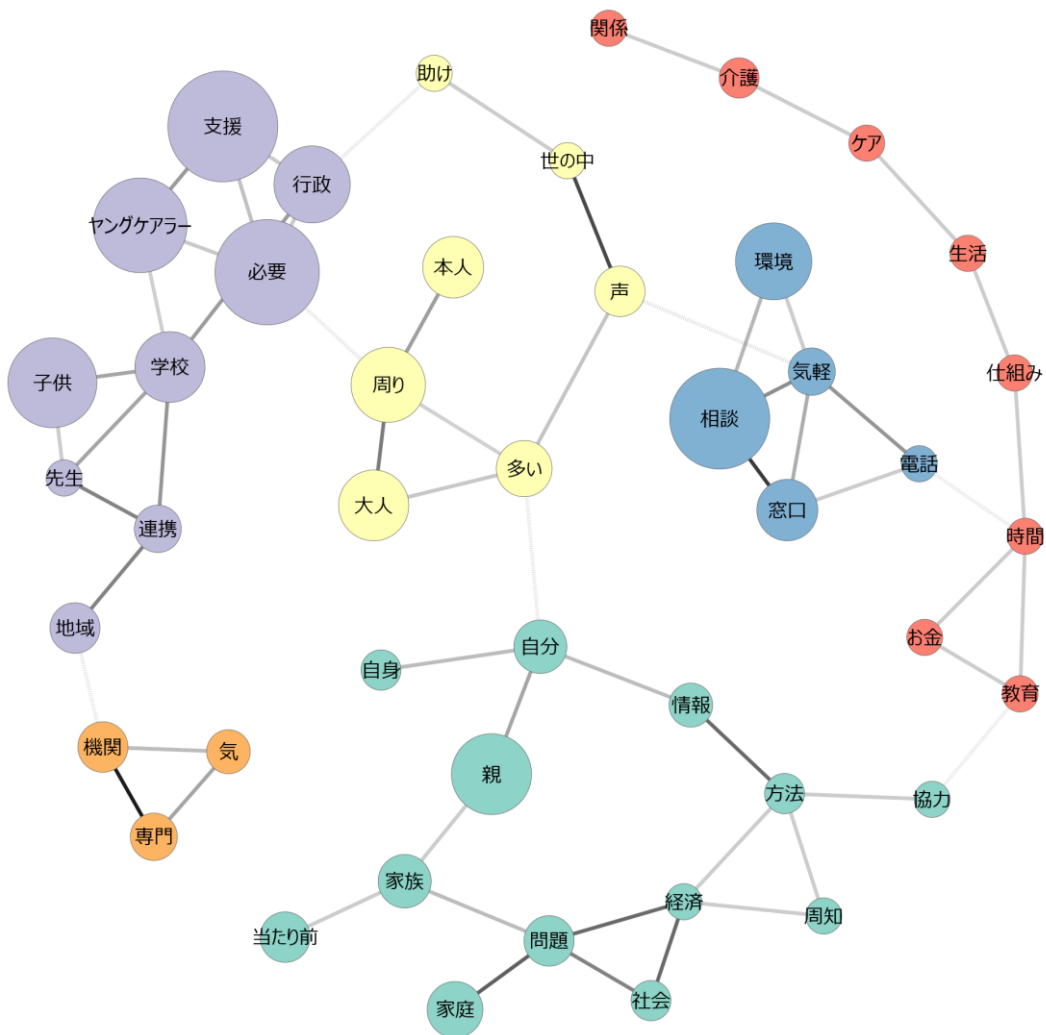 関係
助け
介護
支援
ケア
世の中
行政
ヤングケアラー
生活
環境
本人
必要
声
学校
気軽
仕組み
子供
周り
相談
電話
多い
先生
大人
窓口
連携
時間
地域
お金
自分
自身
教育
情報
機関
気
親
方法
協力
専門
家族
経済
周知
当たり前
問題
社会
家庭